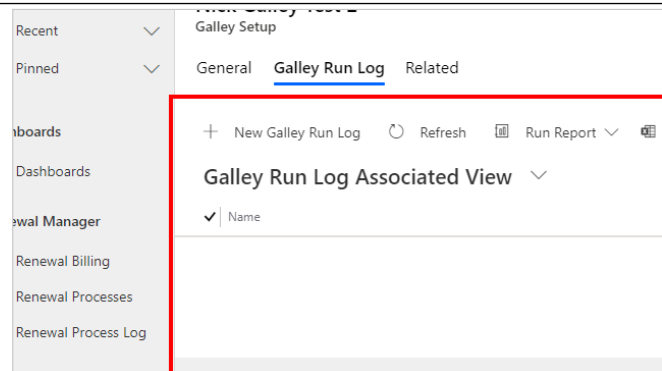 Recent
Pinned
Dashboards
Renewal Billing
Renewal Processes
Renewal Process Log
Galley Setup
General Galley Run Log Related
New Galley Run Log Refresh Run Report
Galley Run Log Associated View
Name